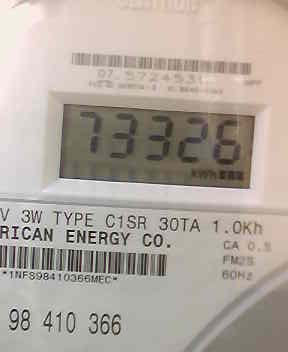 73326
kWh
V 3W TYPE C1SR 30TA 1.0Kh
RICAN ENERGY CO.
CA 0.5
FM2S
60Hz
*1NFS98410366MEC*
98 410 366